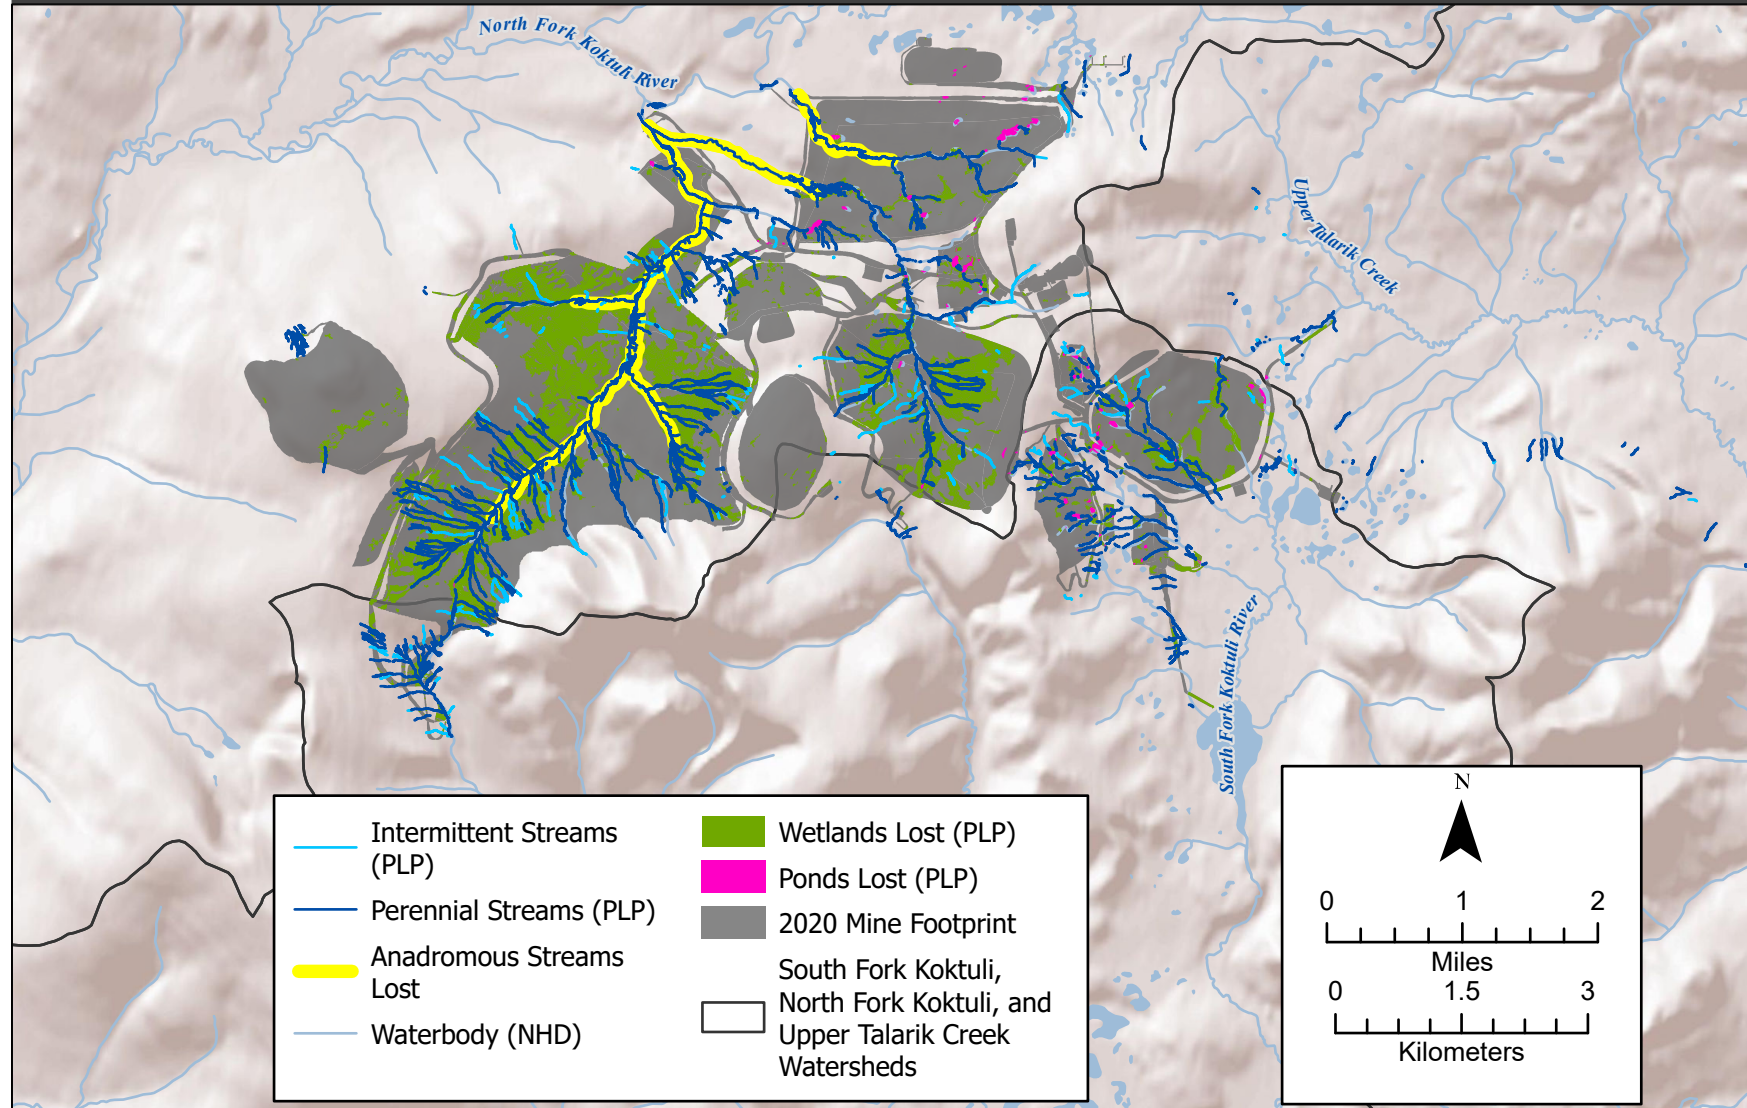 North Fork Koktuli River
Upper Talarik Creek
South Fork Koktuli River
Intermittent Streams
(PLP)
Perennial Streams (PLP)
Anadromous Streams
Lost
Waterbody (NHD)
Wetlands Lost (PLP)
Ponds Lost (PLP)
2020 Mine Footprint
South Fork Koktuli,
North Fork Koktuli, and
Upper Talarik Creek
Watersheds
N
0 1 2
Miles
0 1.5 3
Kilometers